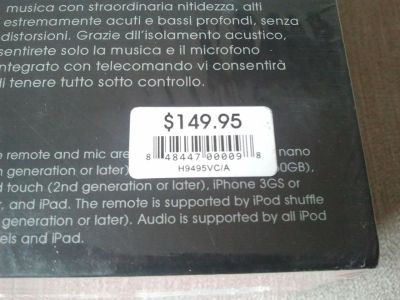 musica con straordinaria nitidezza, alti
estremamente acuti e bassi profondi, senza
distorsioni. Grazie dll'isolamento acustico,
sentirete solo la musica e il microfono
integrato con telecomando vi consentirà
di tenere tutto sotto controllo.
$149.95
8 48447 00009 8
H9495VC/A
e remote and mic are nano
generation or later), 0GB),
d touch (2nd generation or later), iPhone 3GS or
r, and iPad. The remote is supported by iPod shuffle
generation or later). Audio is supported by all iPod
els and iPad.